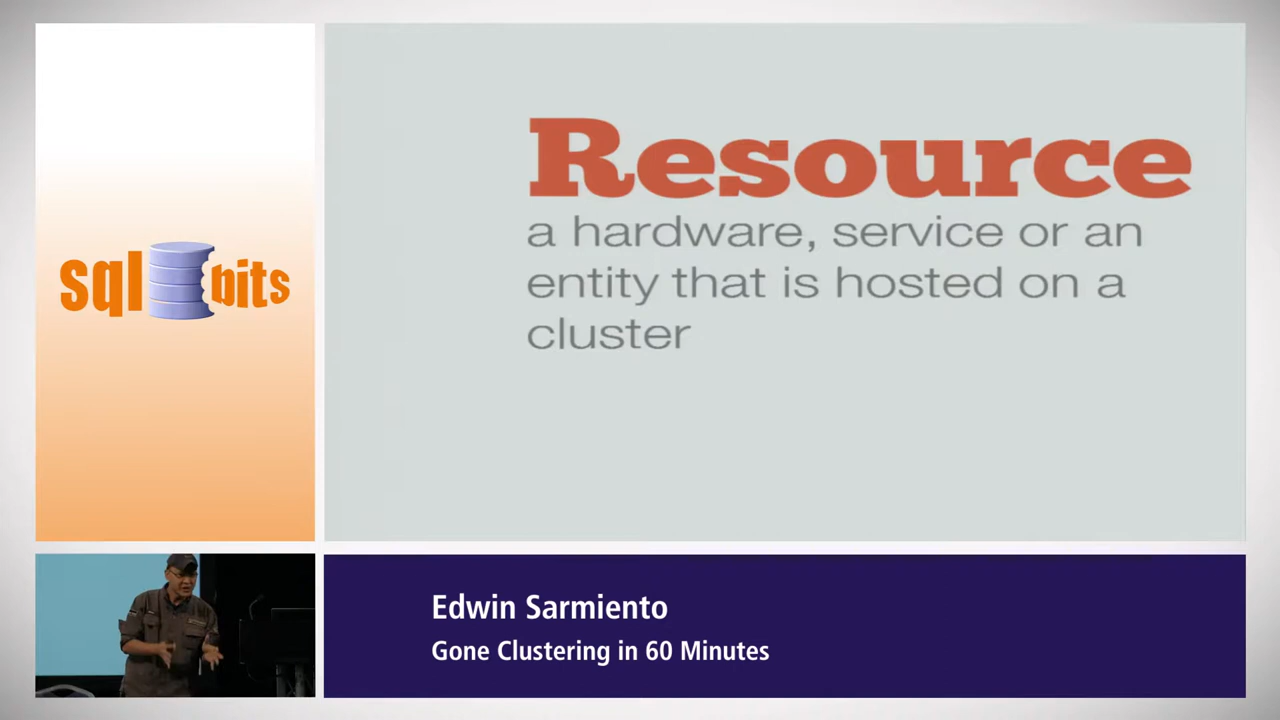 sql bits
Resource
a hardware, service or an
entity that is hosted on a
cluster
Edwin Sarmiento
Gone Clustering in 60 Minutes